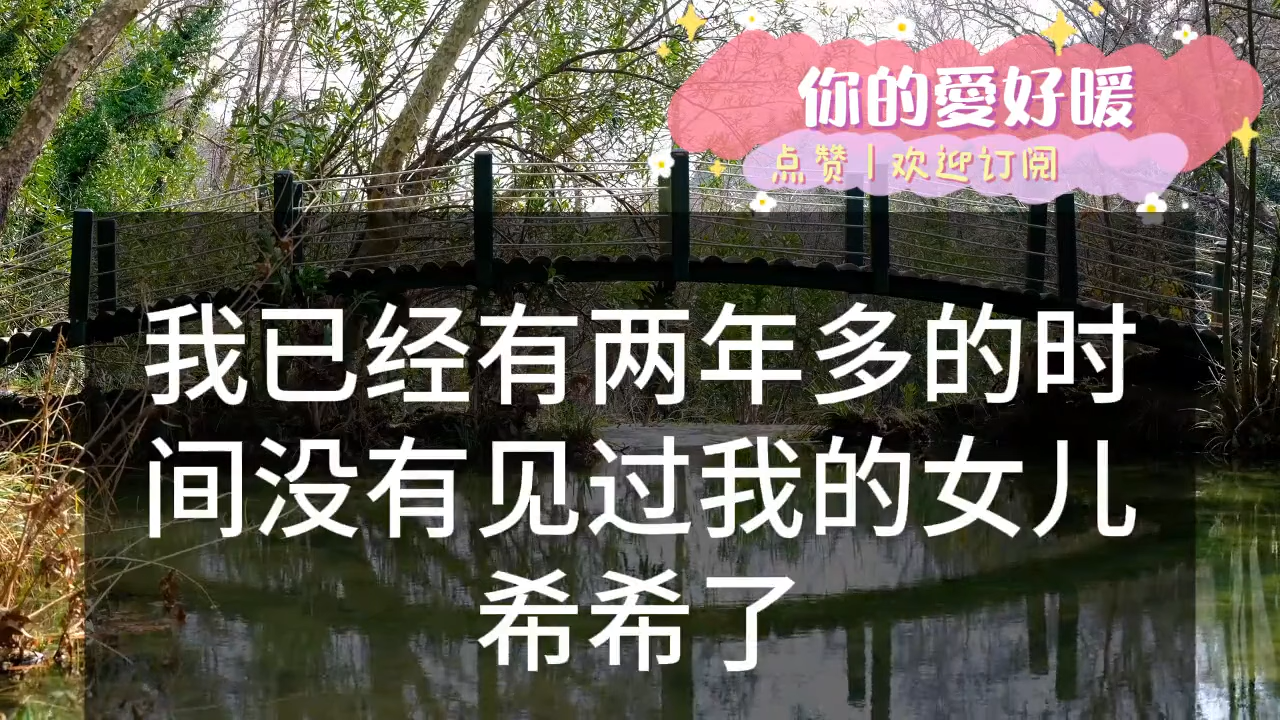 你的愛好暖
点赞|欢迎订阅
我已经有两年多的时
间没有见过我的女儿
希希了